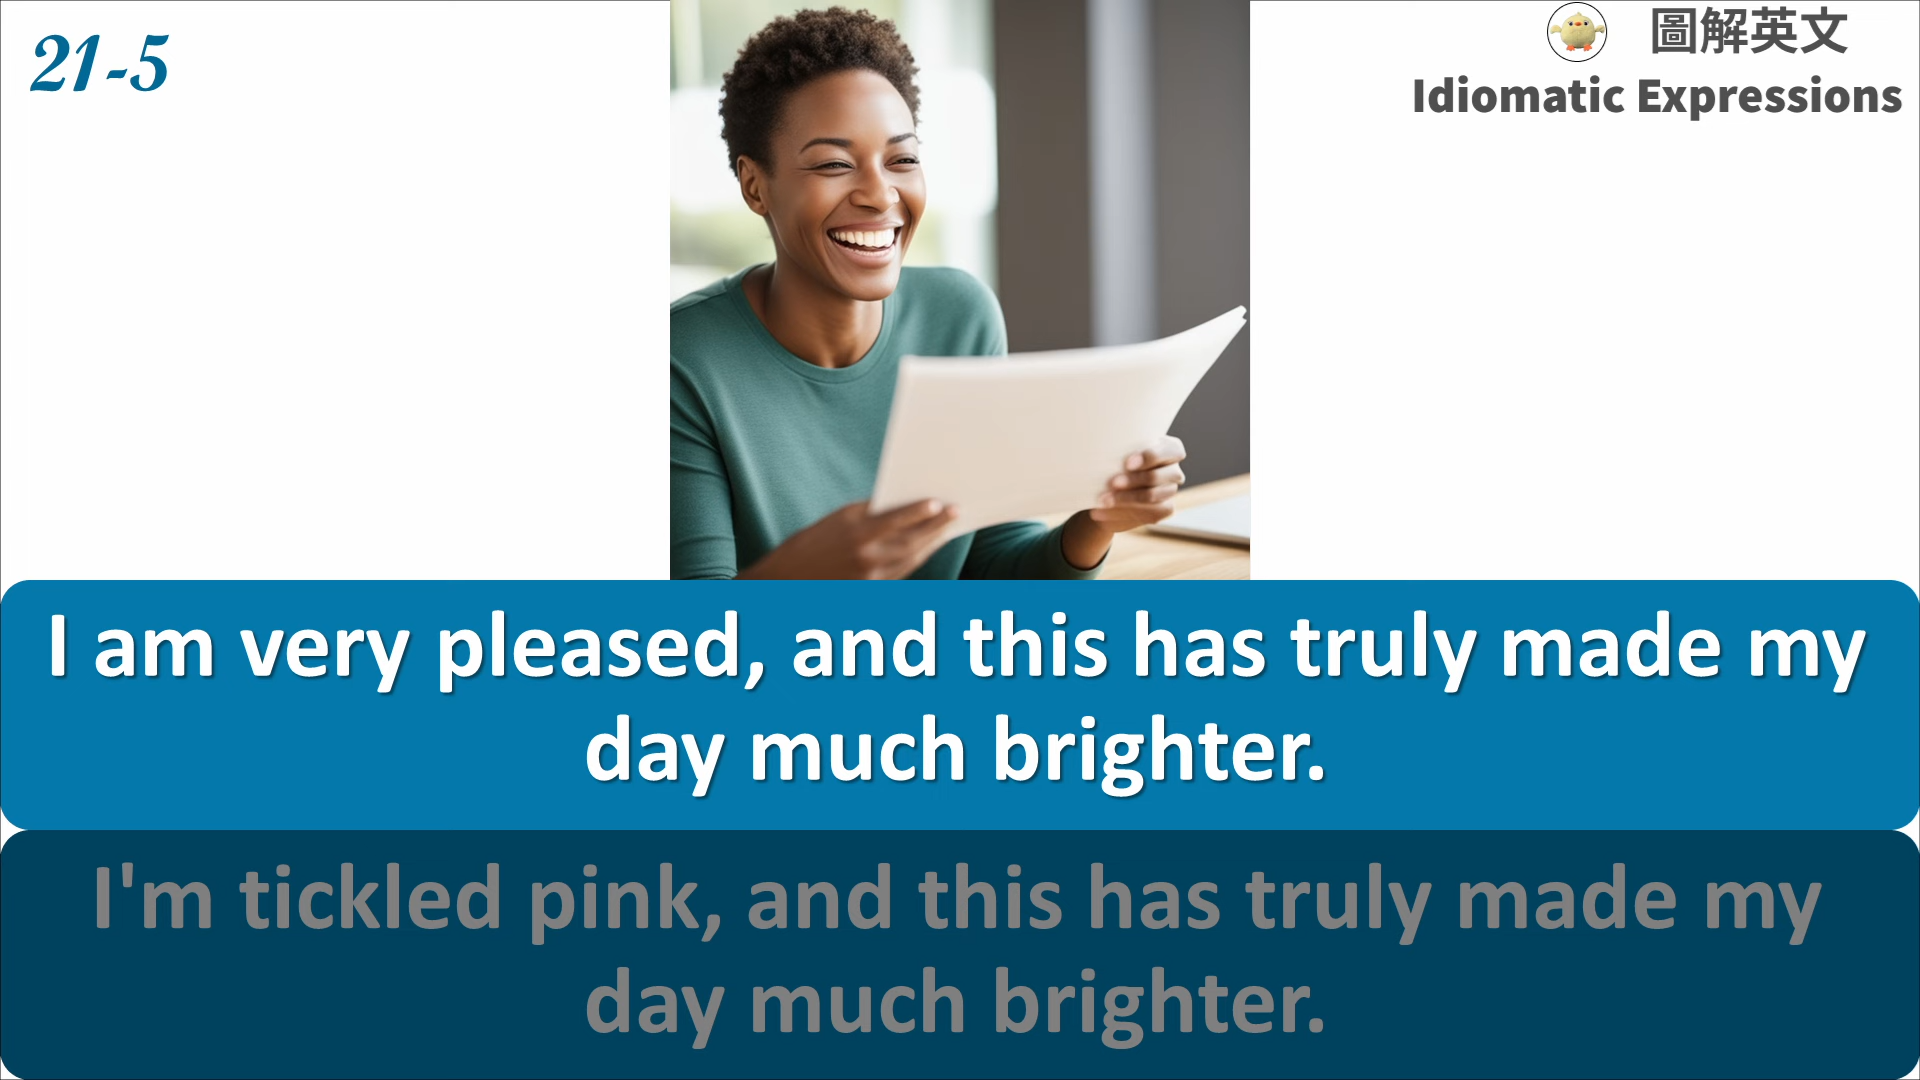 21-5
圖解英文
Idiomatic Expressions
I am very pleased, and this has truly made my
day much brighter.
I'm tickled pink, and this has truly made my
day much brighter.